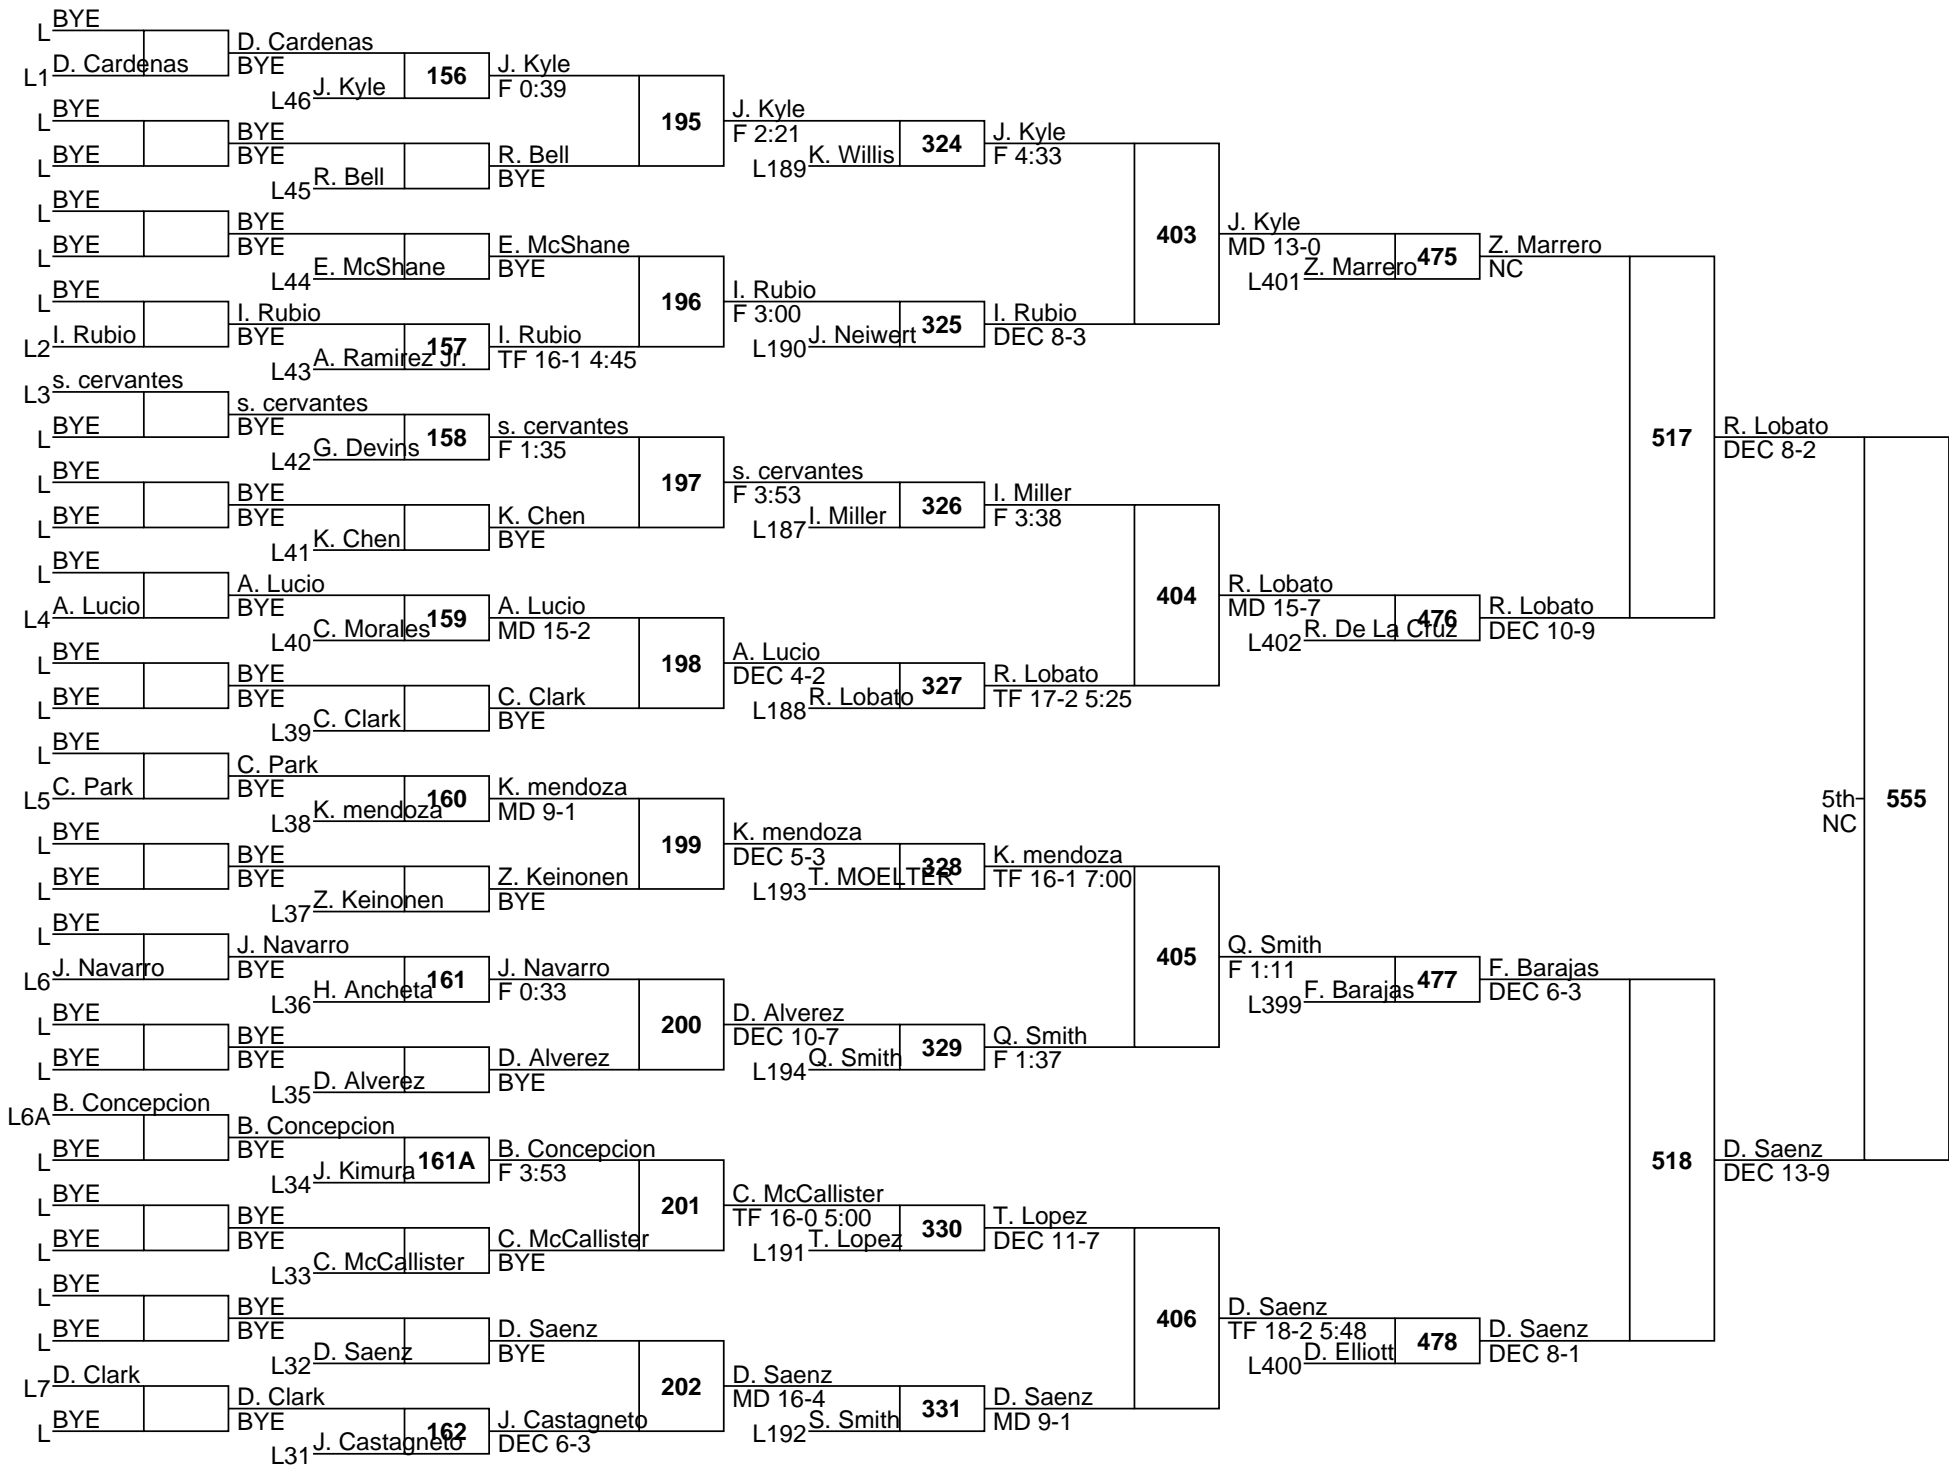 BYE
L
D. Cardenas
L1
D. Cardenas
BYE
J. Kyle
L46
156
J. Kyle
F 0:39
BYE
L
BYE
L
BYE
BYE
R. Bell
L45
R. Bell
BYE
195
J. Kyle
F 2:21
K. Willis
L189
324
J. Kyle
F 4:33
BYE
L
BYE
L
BYE
BYE
E. McShane
L44
E. McShane
BYE
BYE
L
I. Rubio
L2
I. Rubio
BYE
A. Ramirez Jr.
L43
157
I. Rubio
TF 16-1 4:45
196
I. Rubio
F 3:00
J. Neiwert
L190
325
I. Rubio
DEC 8-3
403
J. Kyle
MD 13-0
Z. Marrero
L401
475
Z. Marrero
NC
s. cervantes
L3
BYE
L
s. cervantes
BYE
G. Devins
L42
158
s. cervantes
F 1:35
BYE
L
BYE
L
BYE
BYE
K. Chen
L41
K. Chen
BYE
197
s. cervantes
F 3:53
I. Miller
L187
326
I. Miller
F 3:38
BYE
L
A. Lucio
L4
A. Lucio
BYE
C. Morales
L40
159
A. Lucio
MD 15-2
BYE
L
BYE
L
BYE
BYE
C. Clark
L39
C. Clark
BYE
198
A. Lucio
DEC 4-2
R. Lobato
L188
327
R. Lobato
TF 17-2 5:25
404
R. Lobato
MD 15-7
R. De La Cruz
L402
476
R. Lobato
DEC 10-9
517
R. Lobato
DEC 8-2
BYE
L
C. Park
L5
C. Park
BYE
K. mendoza
L38
160
K. mendoza
MD 9-1
BYE
L
BYE
L
BYE
BYE
Z. Keinonen
L37
Z. Keinonen
BYE
199
K. mendoza
DEC 5-3
T. MOELTER
L193
328
K. mendoza
TF 16-1 7:00
BYE
L
J. Navarro
L6
J. Navarro
BYE
H. Ancheta
L36
161
J. Navarro
F 0:33
BYE
L
BYE
L
BYE
BYE
D. Alverez
L35
D. Alverez
BYE
200
D. Alverez
DEC 10-7
Q. Smith
L194
329
Q. Smith
F 1:37
405
Q. Smith
F 1:11
F. Barajas
L399
477
F. Barajas
DEC 6-3
B. Concepcion
L6A
BYE
L
B. Concepcion
BYE
J. Kimura
L34
161A
B. Concepcion
F 3:53
BYE
L
BYE
L
BYE
BYE
C. McCallister
L33
C. McCallister
BYE
201
C. McCallister
TF 16-0 5:00
T. Lopez
L191
330
T. Lopez
DEC 11-7
BYE
L
BYE
L
BYE
BYE
D. Saenz
L32
D. Saenz
BYE
D. Clark
L7
BYE
L
D. Clark
BYE
J. Castagneto
L31
162
J. Castagneto
DEC 6-3
202
D. Saenz
MD 16-4
S. Smith
L192
331
D. Saenz
MD 9-1
406
D. Saenz
TF 18-2 5:48
D. Elliott
L400
478
D. Saenz
DEC 8-1
518
D. Saenz
DEC 13-9
5th
NC
555